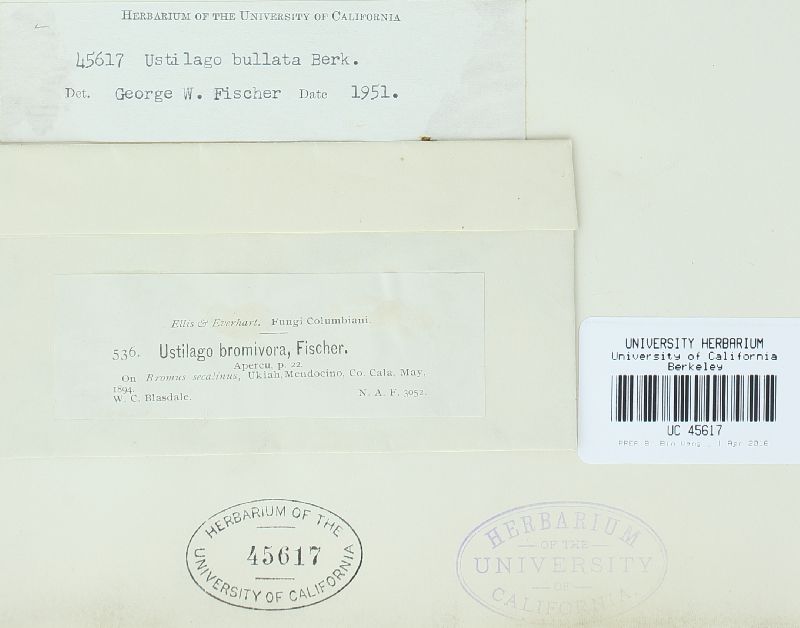 HERBARIUM OF THE UNIVERSITY OF CALIFORNIA
45617 Ustilago bullata Berk.
Det. George W. Fischer Date 1951.
Ellis & Everhart. Fungi Columbiani.
536. Ustilago bromivora, Fischer.
Apercu, p. 22.
On Bromus secalinus, Ukiah, Mendocino, Co. Cala, May,
1894.
W. C. Blasdale. N. A. F. 3052.
UNIVERSITY HERBARIUM
University of California
Berkeley
UC 45617
HERBARIUM OF THE
45617
UNIVERSITY OF CALIFORNIA
HERBARIUM
OF THE
UNIVERSITY
OF
CALIFORNIA.